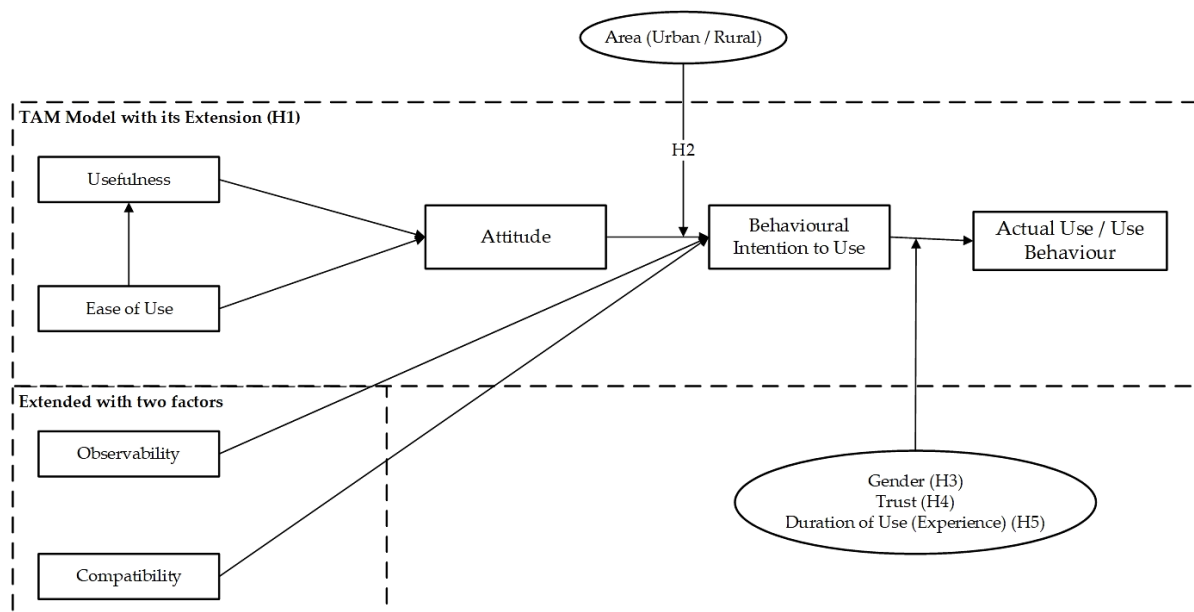 Area (Urban / Rural)
TAM Model with its Extension (H1)
H2
Usefulness
Attitude
Behavioural
Intention to Use
Actual Use / Use
Behaviour
Ease of Use
Extended with two factors
Observability
Gender (H3)
Trust (H4)
Duration of Use (Experience) (H5)
Compatibility